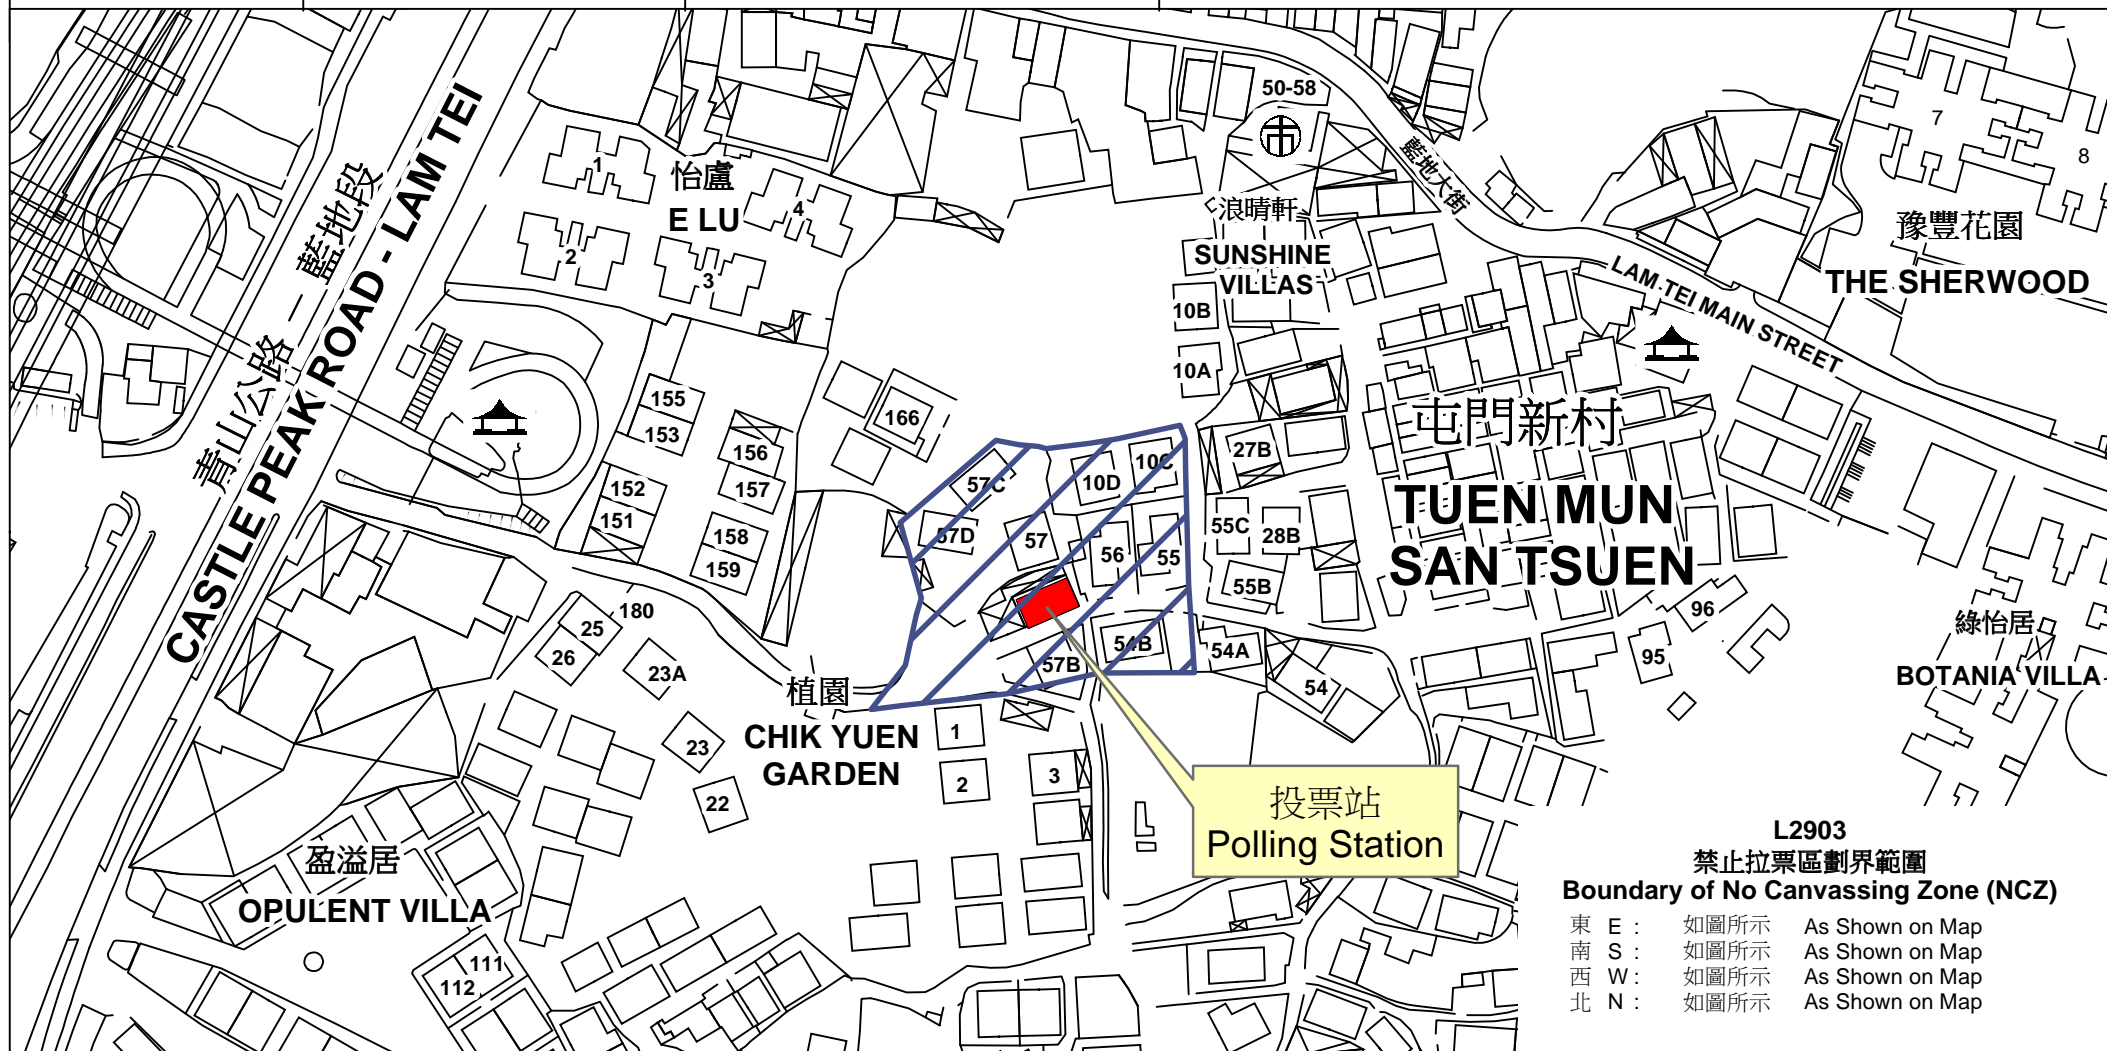 50-58
藍地大街
7
8
1
怡盧
E LU
4
2
3
浪晴軒
SUNSHINE
VILLAS
豫豐花園
THE SHERWOOD
LAM TEI MAIN STREET
青山公路 - 藍地段
CASTLE PEAK ROAD - LAM TEI
10B
10A
155
153
166
156
157
152
151
158
159
屯門新村
TUEN MUN
SAN TSUEN
27B
10C
10D
57C
57D
57
56
55
55C
28B
55B
54B
54A
57B
54
96
95
綠怡居
BOTANIA VILLA
180
25
26
23A
23
22
植園
CHIK YUEN
GARDEN
1
2
3
投票站
Polling Station
盈溢居
OPULENT VILLA
111
112
L2903
禁止拉票區劃界範圍
Boundary of No Canvassing Zone (NCZ)
東 E : 如圖所示 As Shown on Map
南 S : 如圖所示 As Shown on Map
西 W : 如圖所示 As Shown on Map
北 N : 如圖所示 As Shown on Map